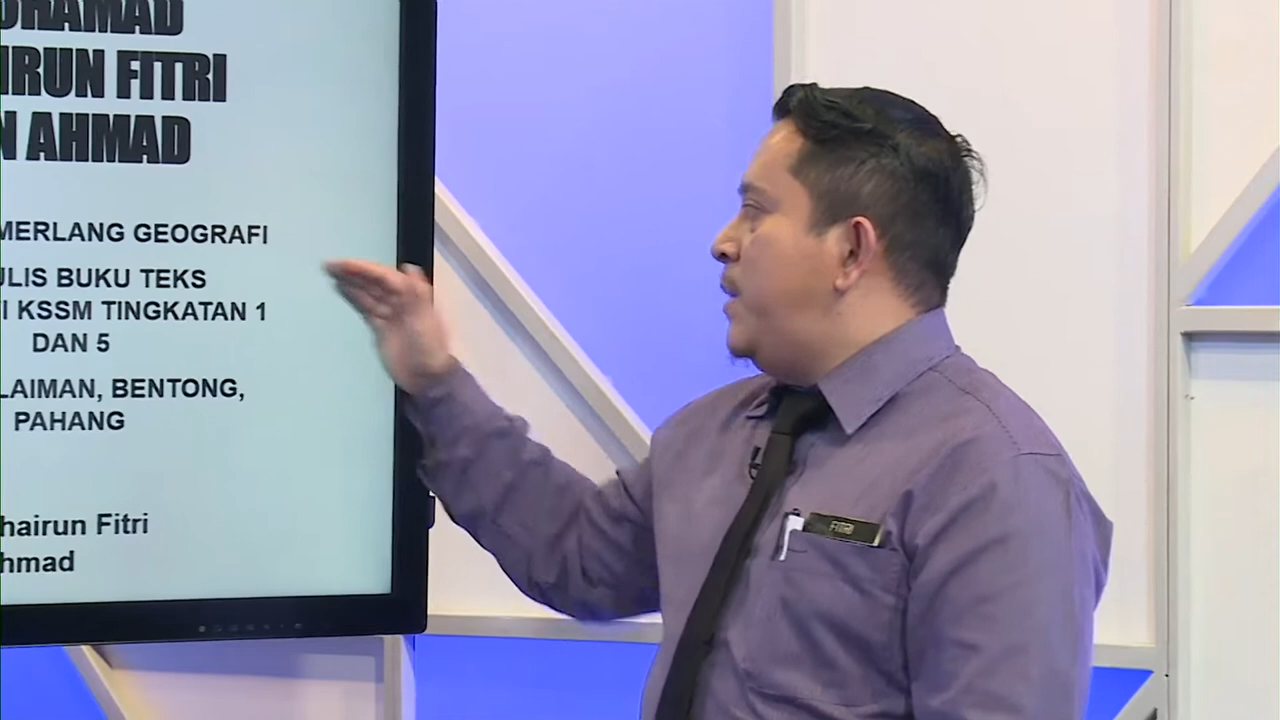 OHAMAD
IRUN FITRI
N AHMAD
MERLANG GEOGRAFI
ULIS BUKU TEKS
I KSSM TINGKATAN 1
DAN 5
LAIMAN, BENTONG,
PAHANG
hairun Fitri
hmad
FITRI